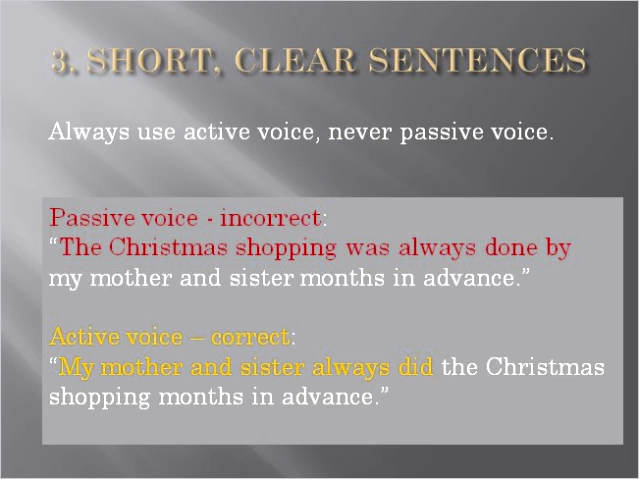 3. SHORT, CLEAR SENTENCES
Always use active voice, never passive voice.
Passive voice - incorrect:
“The Christmas shopping was always done by
my mother and sister months in advance.”
Active voice – correct:
“My mother and sister always did the Christmas
shopping months in advance.”